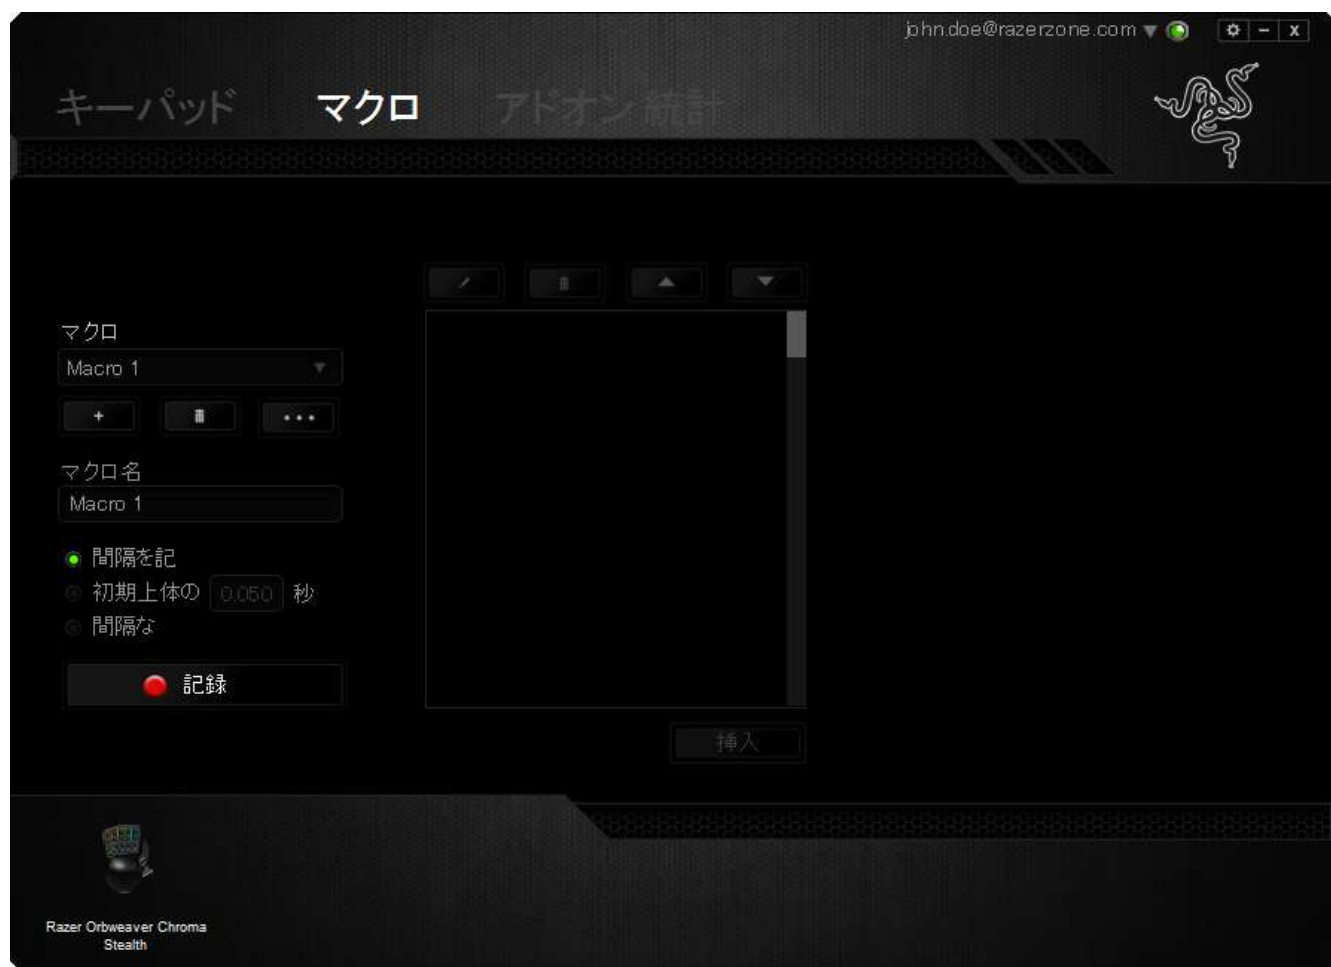 john.doe@razerzone.com
キーパッド マクロ アドオン 統計
マクロ
Macro 1
マクロ名
Macro 1
間隔を記
初期上体の 0.050 秒
間隔な
記録
挿入
Razer Orbweaver Chroma
Stealth